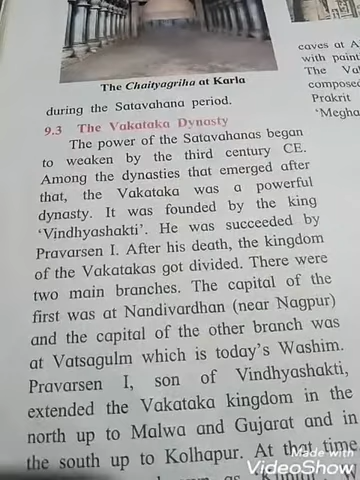 The Chaityagriha at Karla
during the Satavahana period.
9.3 The Vakataka Dynasty
The power of the Satavahanas began
to weaken by the third century CE.
Among the dynasties that emerged after
that, the Vakataka was a powerful
dynasty. It was founded by the king
‘Vindhyashakti’. He was succeeded by
Pravarsen I. After his death, the kingdom
of the Vakatakas got divided. There were
two main branches. The capital of the
first was at Nandivardhan (near Nagpur)
and the capital of the other branch was
at Vatsagulm which is today’s Washim.
Pravarsen I, son of Vindhyashakti,
extended the Vakataka kingdom in the
north up to Malwa and Gujarat and in
the south up to Kolhapur. At that time
caves at
with
The
Prakrit
Made with
VideoShow